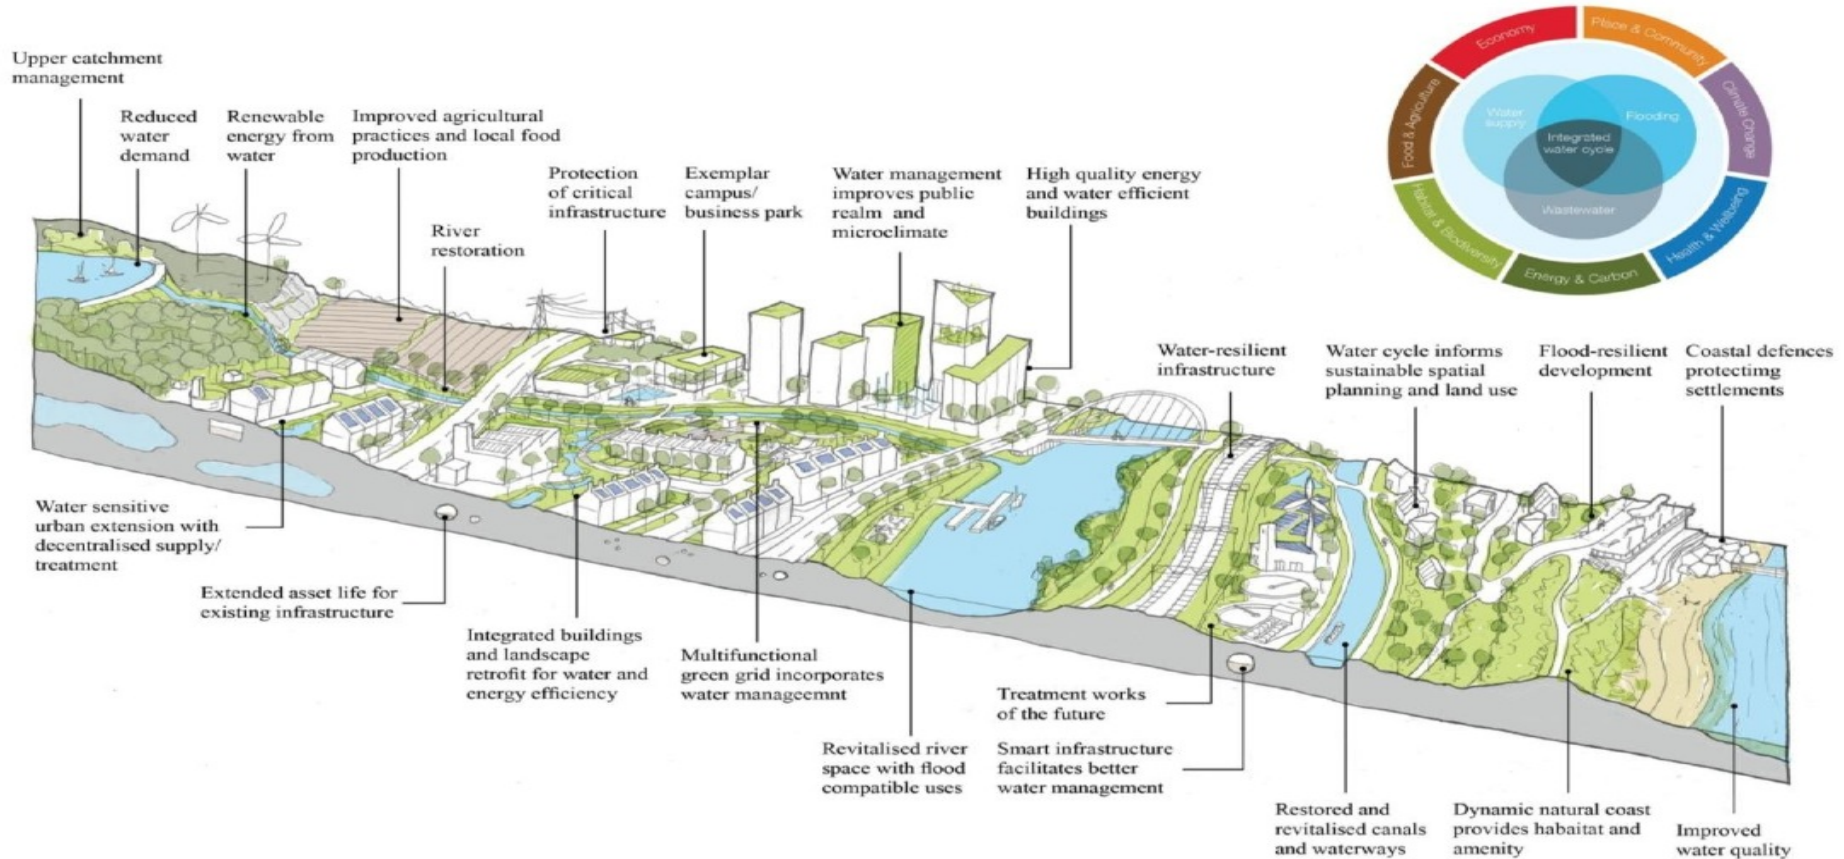 Upper catchment
management
Reduced
water
demand
Renewable
energy from
water
Improved agricultural
practices and local food
production
River
restoration
Protection
of critical
infrastructure
Exemplar
campus/
business park
Water management
improves public
realm and
microclimate
High quality energy
and water efficient
buildings
Economy
Place & Community
Climate Change
Health & Wellbeing
Energy & Carbon
Habitat & Biodiversity
Food & Agriculture
Water
supply
Flooding
Integrated
water cycle
Wastewater
Water-resilient
infrastructure
Water cycle informs
sustainable spatial
planning and land use
Flood-resilient
development
Coastal defences
protectimg
settlements
Water sensitive
urban extension with
decentralised supply/
treatment
Extended asset life for
existing infrastructure
Integrated buildings
and landscape
retrofit for water and
energy efficiency
Multifunctional
green grid incorporates
water manageemnt
Revitalised river
space with flood
compatible uses
Treatment works
of the future
Smart infrastructure
facilitates better
water management
Restored and
revitalised canals
and waterways
Dynamic natural coast
provides habaitat and
amenity
Improved
water quality